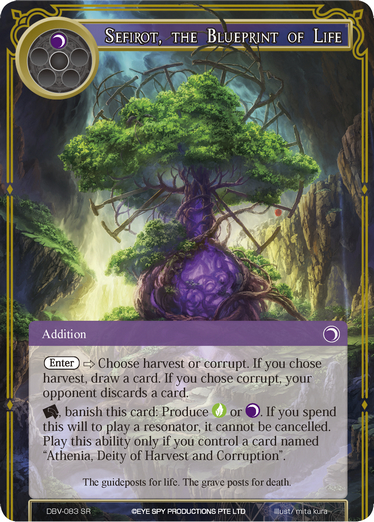 Sefirot, the Blueprint of Life
Addition
Enter ⇨ Choose harvest or corrupt. If you chose
harvest, draw a card. If you chose corrupt, your
opponent discards a card.
, banish this card: Produce or . If you spend
this will to play a resonator, it cannot be cancelled.
Play this ability only if you control a card named
“Athenia, Deity of Harvest and Corruption”.
The guideposts for life. The grave posts for death.
DBV-083 SR
©EYE SPY PRODUCTIONS PTE LTD
illust/ mita kura